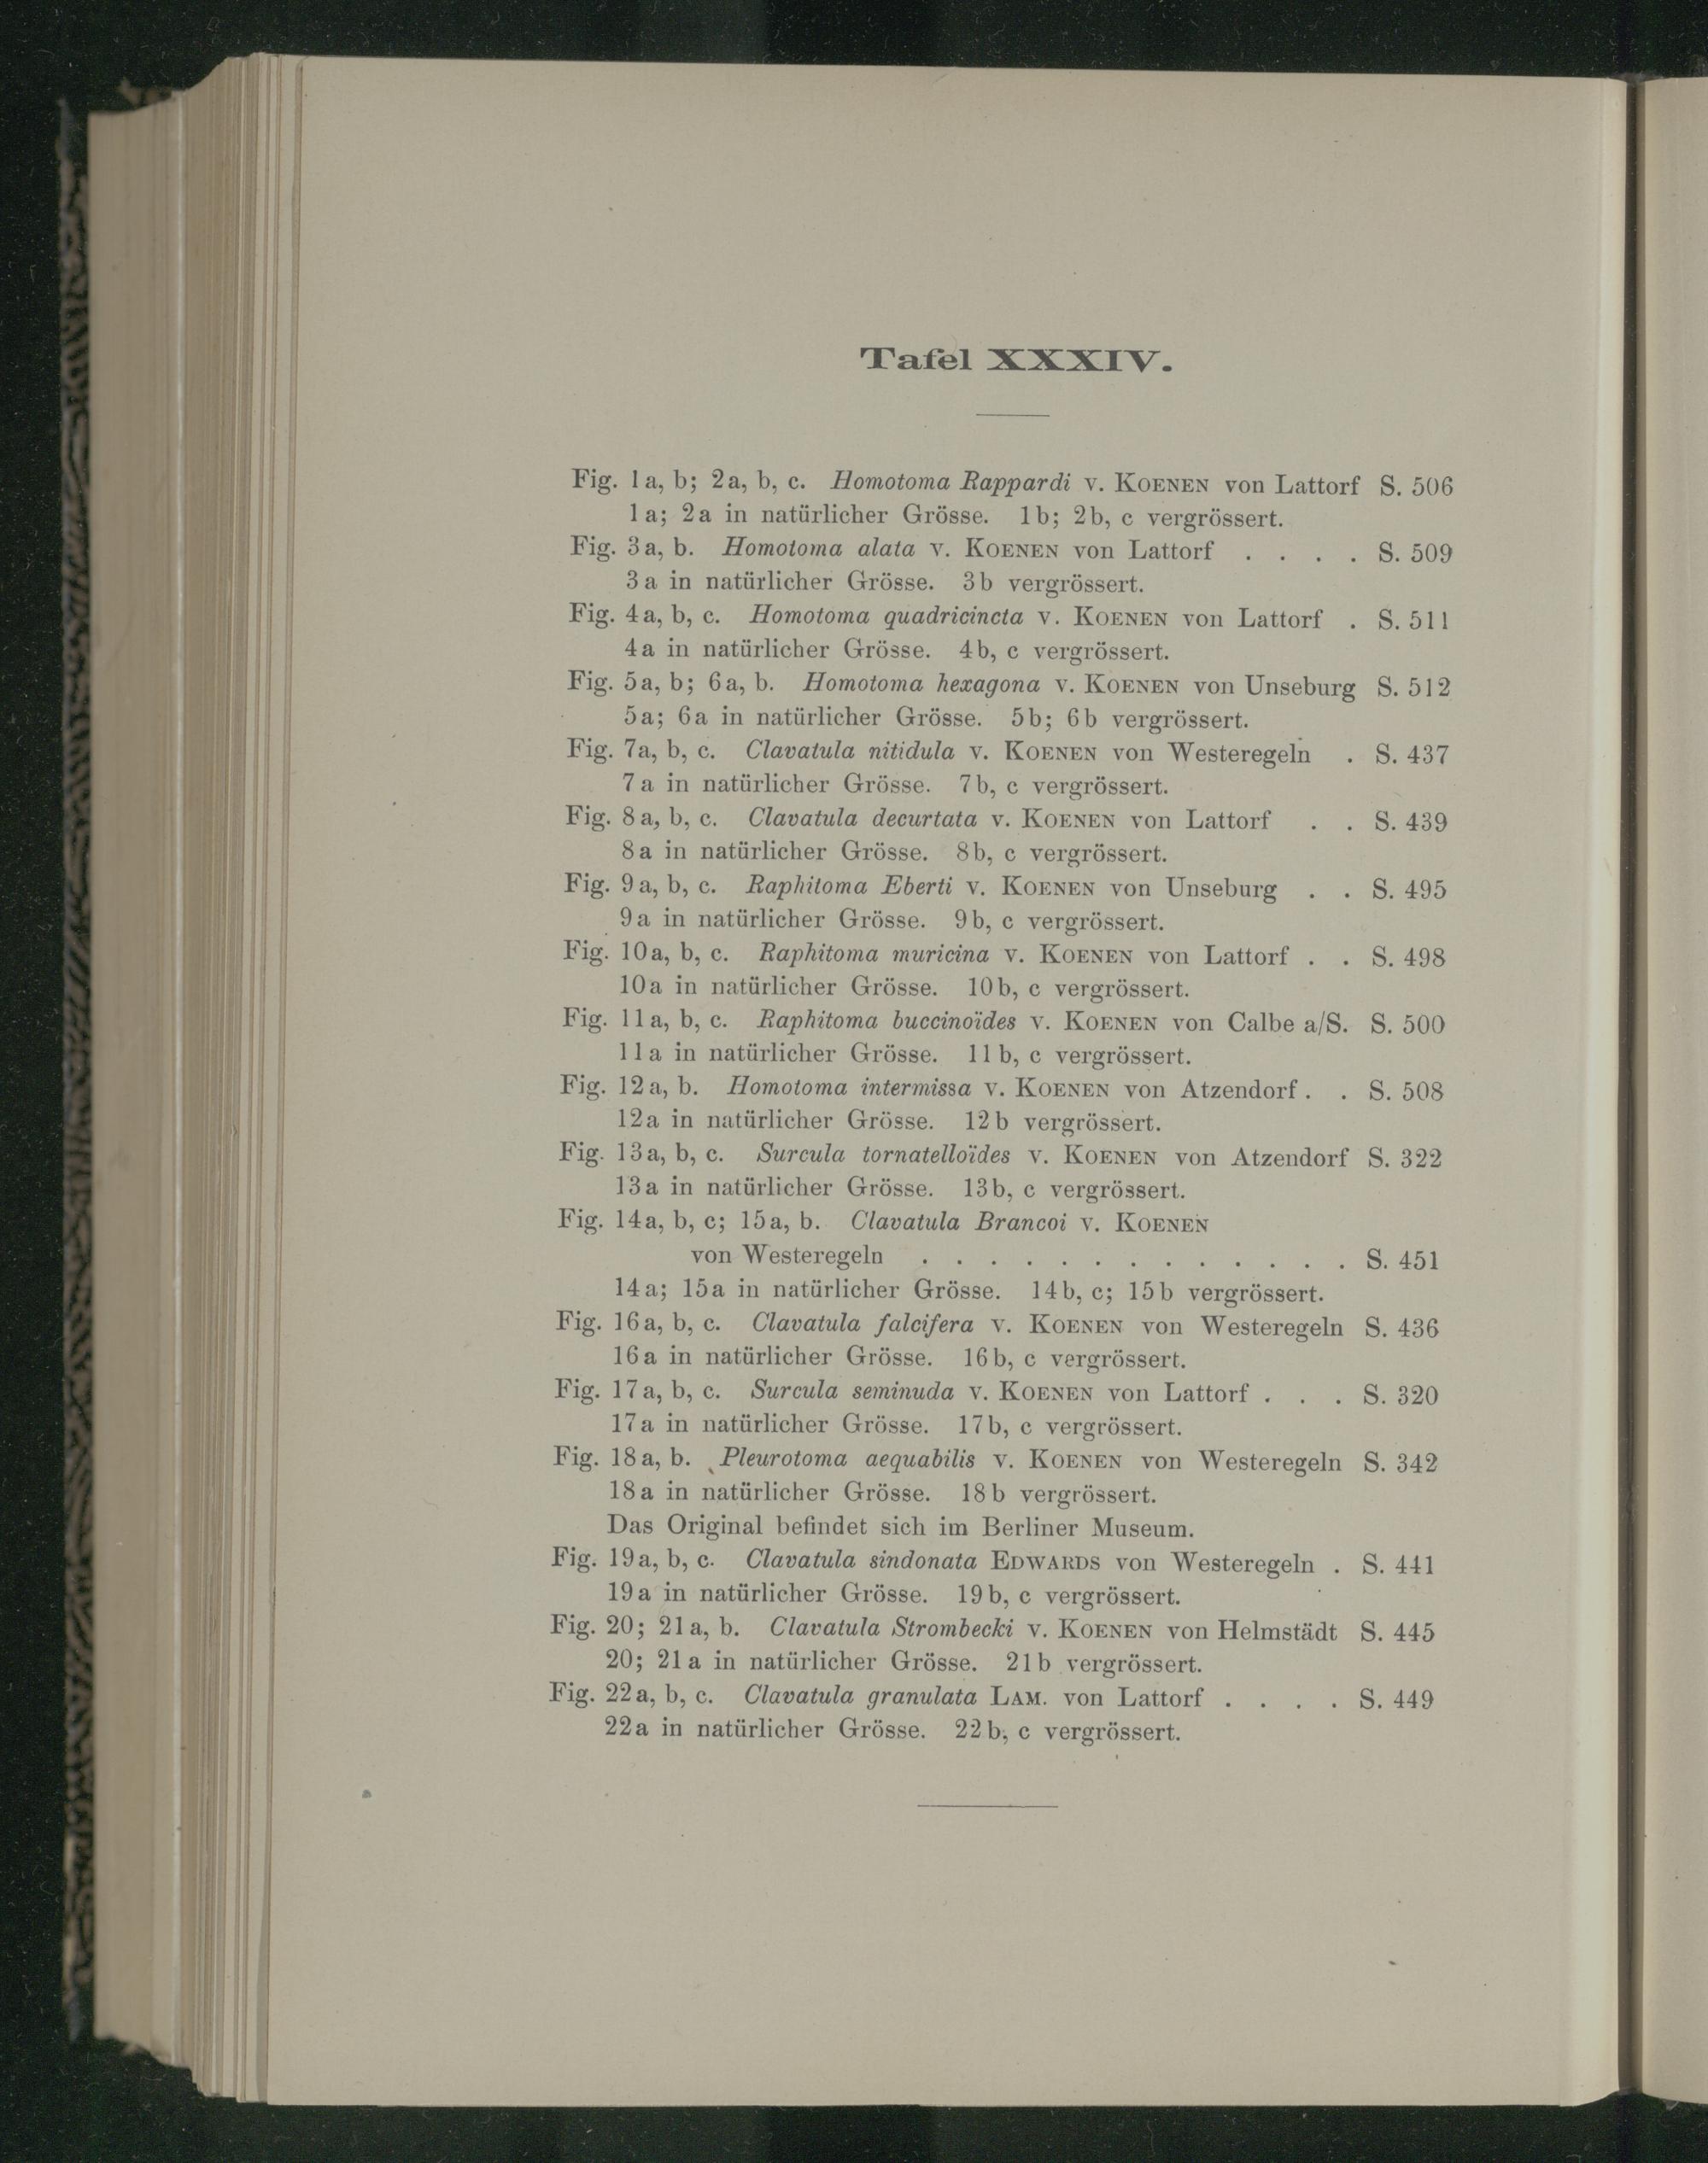 Tafel XXXIV.
Fig. 1a, b; 2a, b, c. Homotoma Rappardi v. Koenen von Lattorf S. 506
1a; 2a in natürlicher Grösse. 1b; 2b, c vergrössert.
Fig. 3a, b. Homotoma alata v. Koenen von Lattorf . . . . S. 509
3a in natürlicher Grösse. 3b vergrössert.
Fig. 4a, b, c. Homotoma quadricincta v. Koenen von Lattorf . S. 511
4a in natürlicher Grösse. 4b, c vergrössert.
Fig. 5a, b; 6a, b. Homotoma hexagona v. Koenen von Unseburg S. 512
5a; 6a in natürlicher Grösse. 5b; 6b vergrössert.
Fig. 7a, b, c. Clavatula nitidula v. Koenen von Westeregeln . S. 437
7a in natürlicher Grösse. 7b, c vergrössert.
Fig. 8a, b, c. Clavatula decurtata v. Koenen von Lattorf . . S. 439
8a in natürlicher Grösse. 8b, c vergrössert.
Fig. 9a, b, c. Raphitoma Eberti v. Koenen von Unseburg . . S. 495
9a in natürlicher Grösse. 9b, c vergrössert.
Fig. 10a, b, c. Raphitoma muricina v. Koenen von Lattorf . . S. 498
10a in natürlicher Grösse. 10b, c vergrössert.
Fig. 11a, b, c. Raphitoma buccinoïdes v. Koenen von Calbe a/S. S. 500
11a in natürlicher Grösse. 11b, c vergrössert.
Fig. 12a, b. Homotoma intermissa v. Koenen von Atzendorf . . S. 508
12a in natürlicher Grösse. 12b vergrössert.
Fig. 13a, b, c. Surcula tornatelloïdes v. Koenen von Atzendorf S. 322
13a in natürlicher Grösse. 13b, c vergrössert.
Fig. 14a, b, c; 15a, b. Clavatula Brancoi v. Koenen
von Westeregeln . . . . . . . . . . . . . S. 451
14a; 15a in natürlicher Grösse. 14b, c; 15b vergrössert.
Fig. 16a, b, c. Clavatula falcifera v. Koenen von Westeregeln S. 436
16a in natürlicher Grösse. 16b, c vergrössert.
Fig. 17a, b, c. Surcula seminuda v. Koenen von Lattorf . . . S. 320
17a in natürlicher Grösse. 17b, c vergrössert.
Fig. 18a, b. Pleurotoma aequabilis v. Koenen von Westeregeln S. 342
18a in natürlicher Grösse. 18b vergrössert.
Das Original befindet sich im Berliner Museum.
Fig. 19a, b, c. Clavatula sindonata Edwards von Westeregeln . S. 441
19a in natürlicher Grösse. 19b, c vergrössert.
Fig. 20; 21a, b. Clavatula Strombecki v. Koenen von Helmstädt S. 445
20; 21a in natürlicher Grösse. 21b vergrössert.
Fig. 22a, b, c. Clavatula granulata Lam. von Lattorf . . . . S. 449
22a in natürlicher Grösse. 22b, c vergrössert.